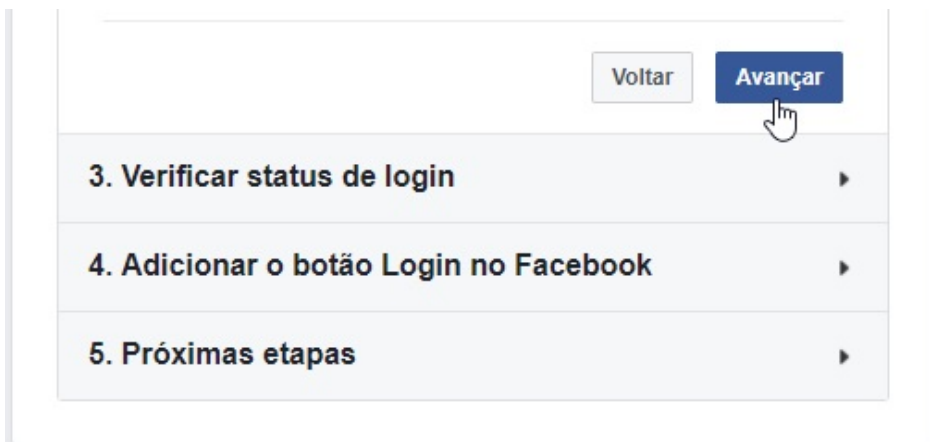 Voltar Avançar
3. Verificar status de login
4. Adicionar o botão Login no Facebook
5. Próximas etapas